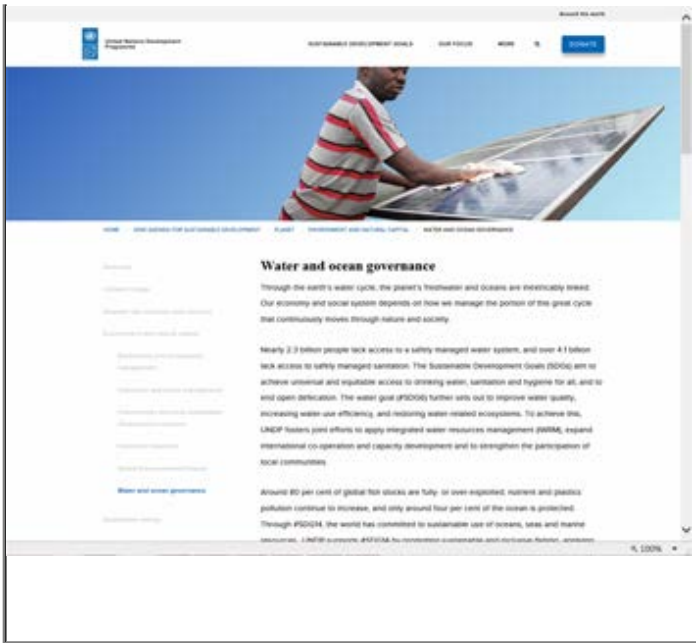 Around the world
United Nations Development
Programme
SUSTAINABLE DEVELOPMENT GOALS OUR FOCUS MORE DONATE
HOME 2030 AGENDA FOR SUSTAINABLE DEVELOPMENT PLANET ENVIRONMENT AND NATURAL CAPITAL WATER AND OCEAN GOVERNANCE
Water and ocean governance
Through the earth's water cycle, the planet's freshwater and oceans are inextricably linked.
Our economy and social system depends on how we manage the portion of this great cycle
that continuously moves through nature and society.
Nearly 2.3 billion people lack access to a safely managed water system, and over 4.1 billion
lack access to safely managed sanitation. The Sustainable Development Goals (SDGs) aim to
achieve universal and equitable access to drinking water, sanitation and hygiene for all, and to
end open defecation. The water goal (#SDG6) further sets out to improve water quality,
increasing water use efficiency, and restoring water related ecosystems. To achieve this,
UNDP fosters joint efforts to apply integrated water resources management (IWRM), expand
international co-operation and capacity development and to strengthen the participation of
local communities.
Water and ocean governance
Around 80 per cent of global fish stocks are fully- or over-exploited, nutrient and plastics
pollution continue to increase, and only around four per cent of the ocean is protected.
Through #SDG14, the world has committed to sustainable use of oceans, seas and marine
resources. UNDP supports #SDG14 by promoting sustainable and inclusive
100%